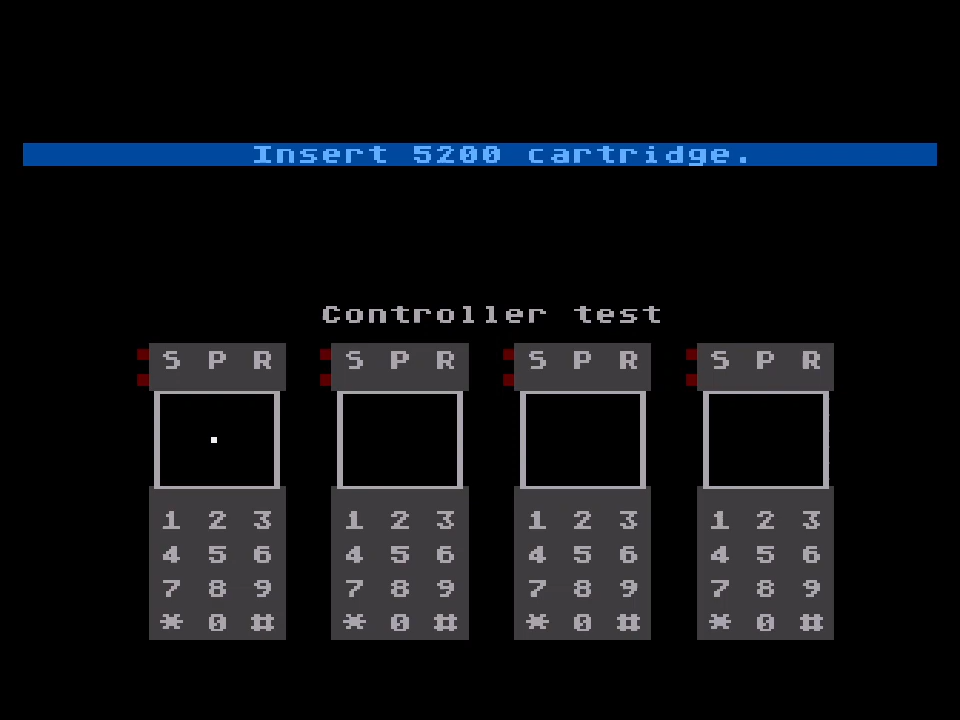 Insert 5200 cartridge.
Controller test
S P R S P R S P R S P R
1 2 3 1 2 3 1 2 3 1 2 3
4 5 6 4 5 6 4 5 6 4 5 6
7 8 9 7 8 9 7 8 9 7 8 9
* 0 # * 0 # * 0 # * 0 #